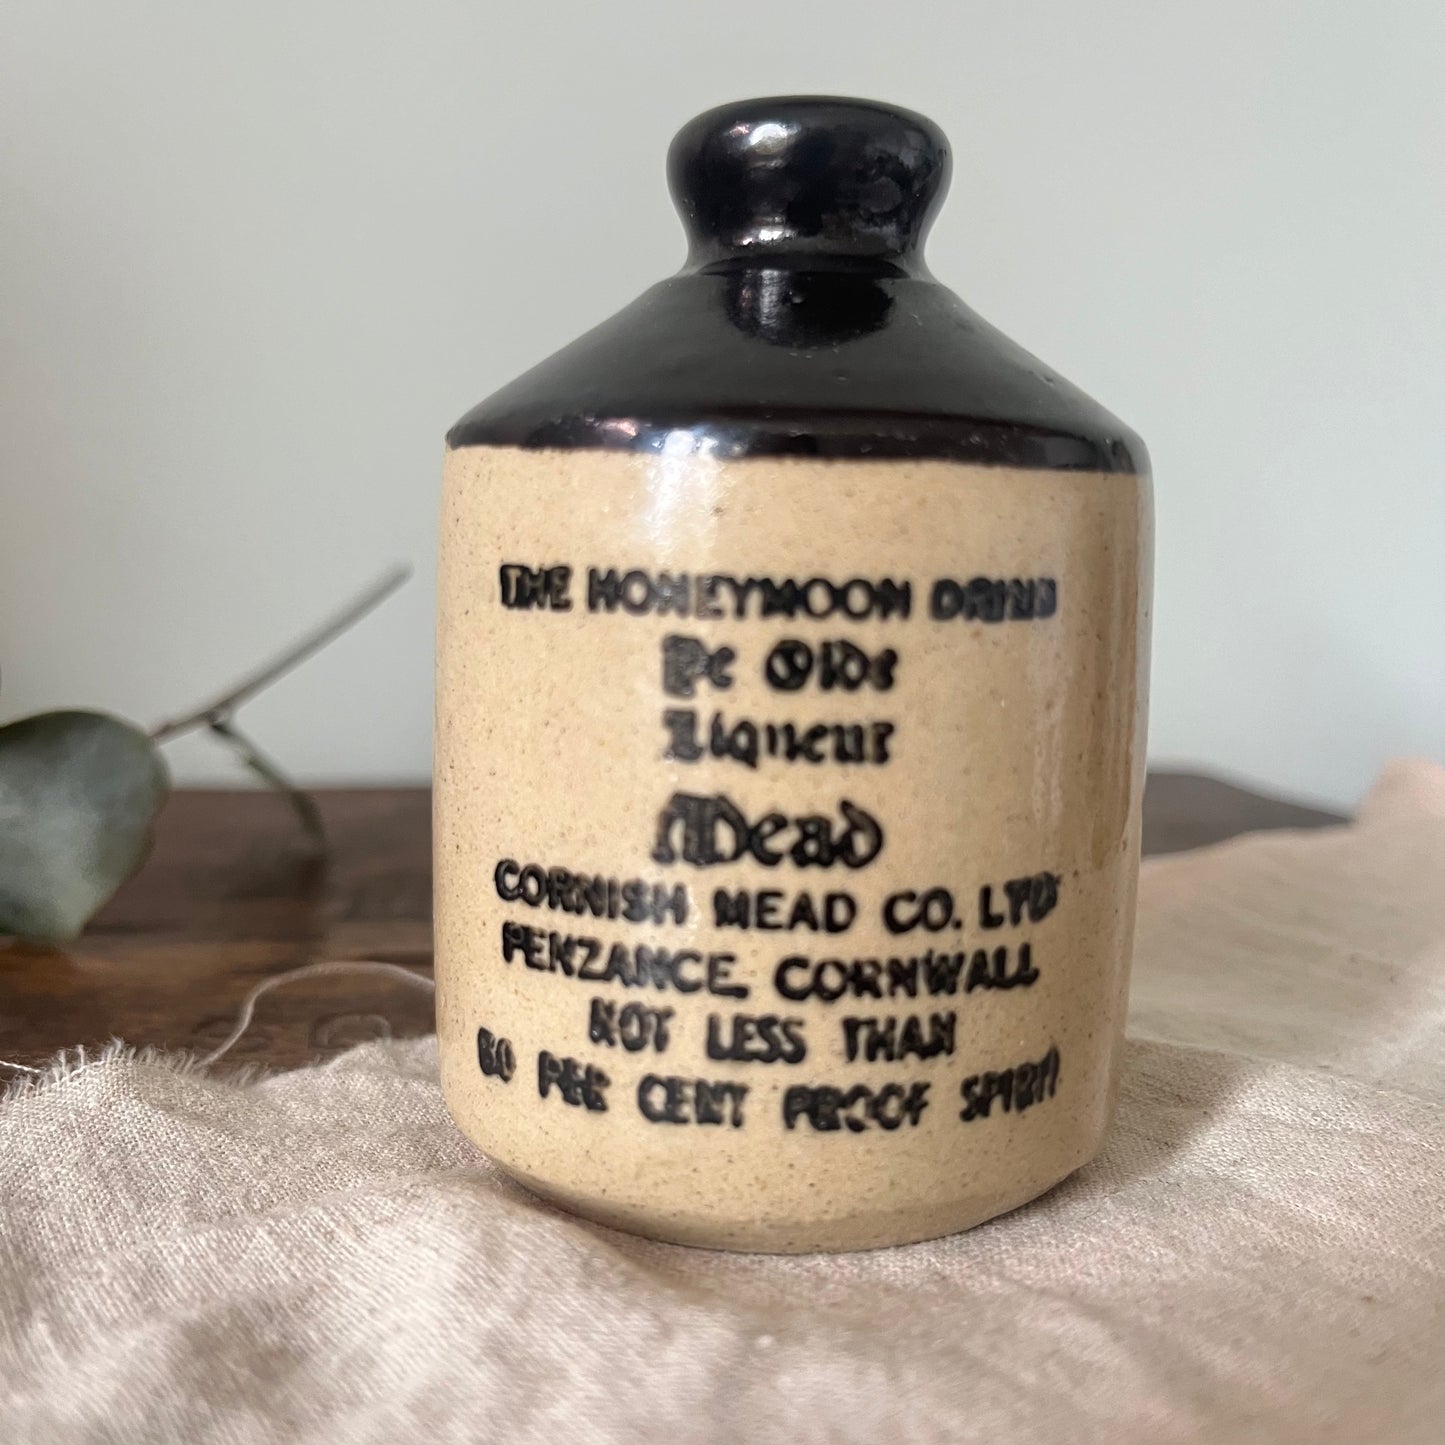 THE HONEYMOON DRINK
Ye Olde
Liqueur
Mead
CORNISH MEAD CO. LTD
PENZANCE. CORNWALL
NOT LESS THAN
PER CENT PROOF SPIRIT